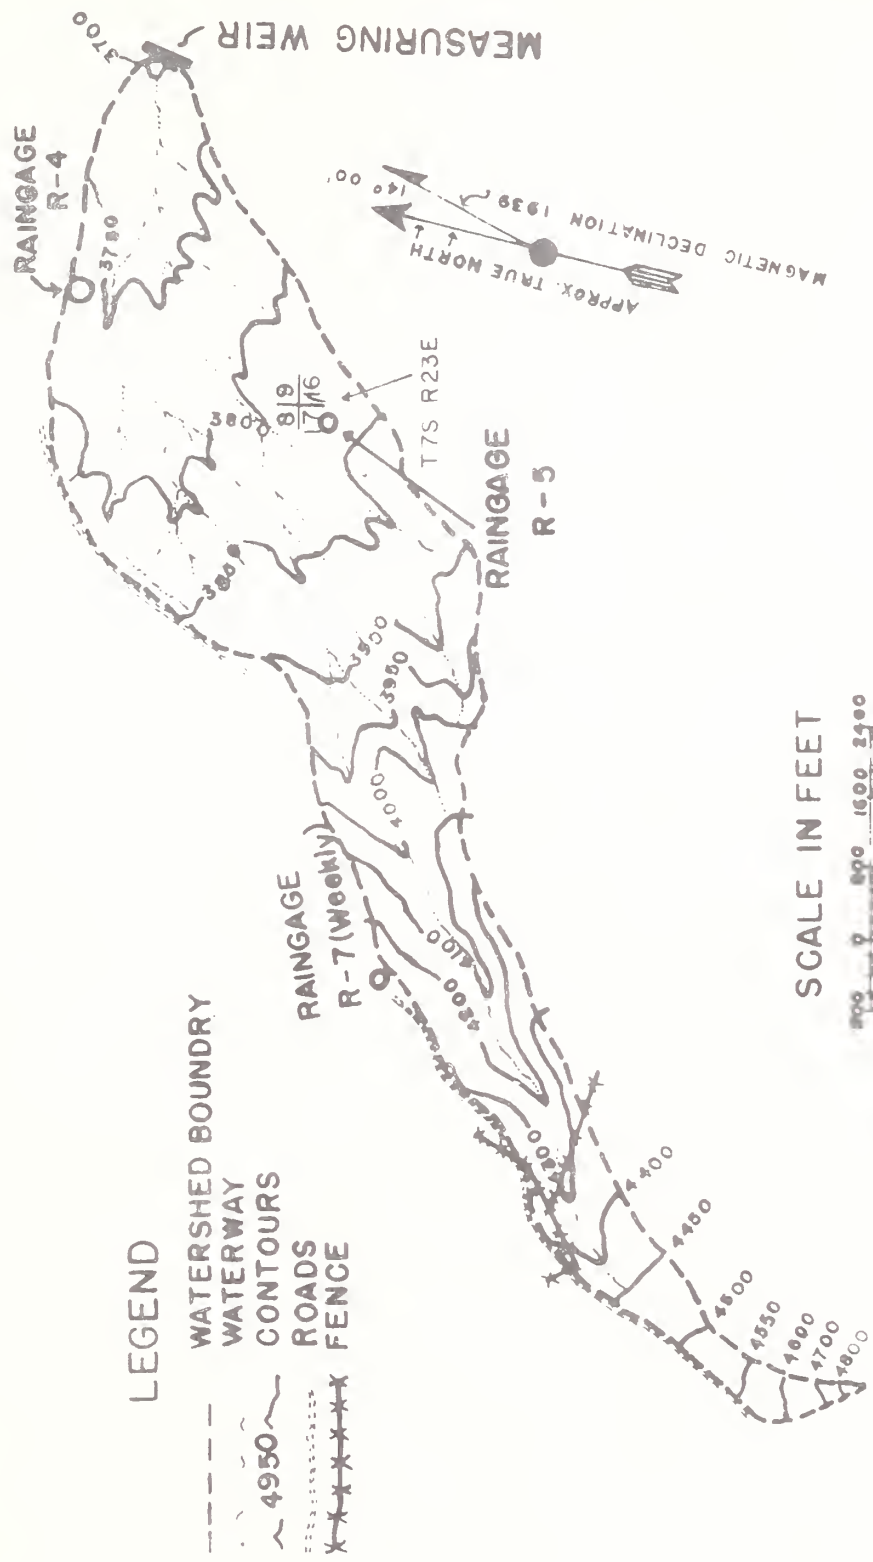 LEGEND
WATERSHED BOUNDRY
WATERWAY
4950 CONTOURS
ROADS
FENCE
RAINGAGE
R-7 (Weekly)
RAINGAGE
R-4
RAINGAGE
R-5
MEASURING WEIR
3700
3750
3800
8 9
17 16
T7S R23E
3900
3950
4000
4100
4200
4300
4400
4450
4500
4550
4600
4700
4800
14° 00'
MAGNETIC DECLINATION 1939
APPROX. TRUE NORTH
SCALE IN FEET
800 0 800 1600 2400